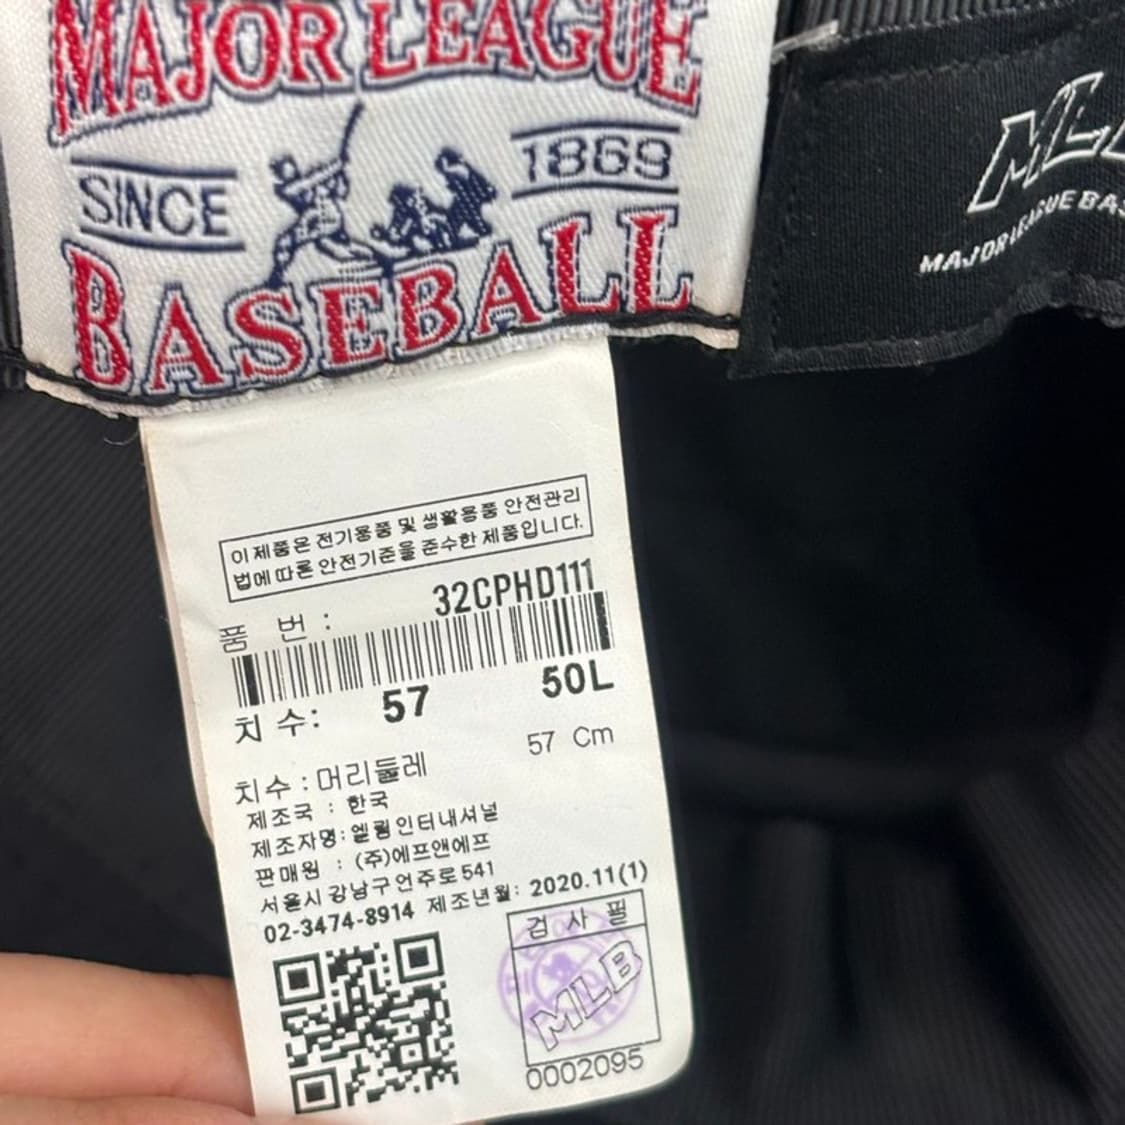 MAJOR LEAGUE
SINCE 1869
BASEBALL
MAJOR LEAGUE
이 제품은 전기용품 및 생활용품 안전관리
법에 따른 안전기준을 준수한 제품입니다.
품 번 : 32CPHD111
치 수: 57 50L
57 Cm
치수 : 머리둘레
제조국 : 한국
제조자명: 엘림인터내셔널
판매원 : (주)에프앤에프
서울시 강남구 언주로 541
02-3474-8914 제조년월: 2020.11(1)
검 사 필
MLB
0002095